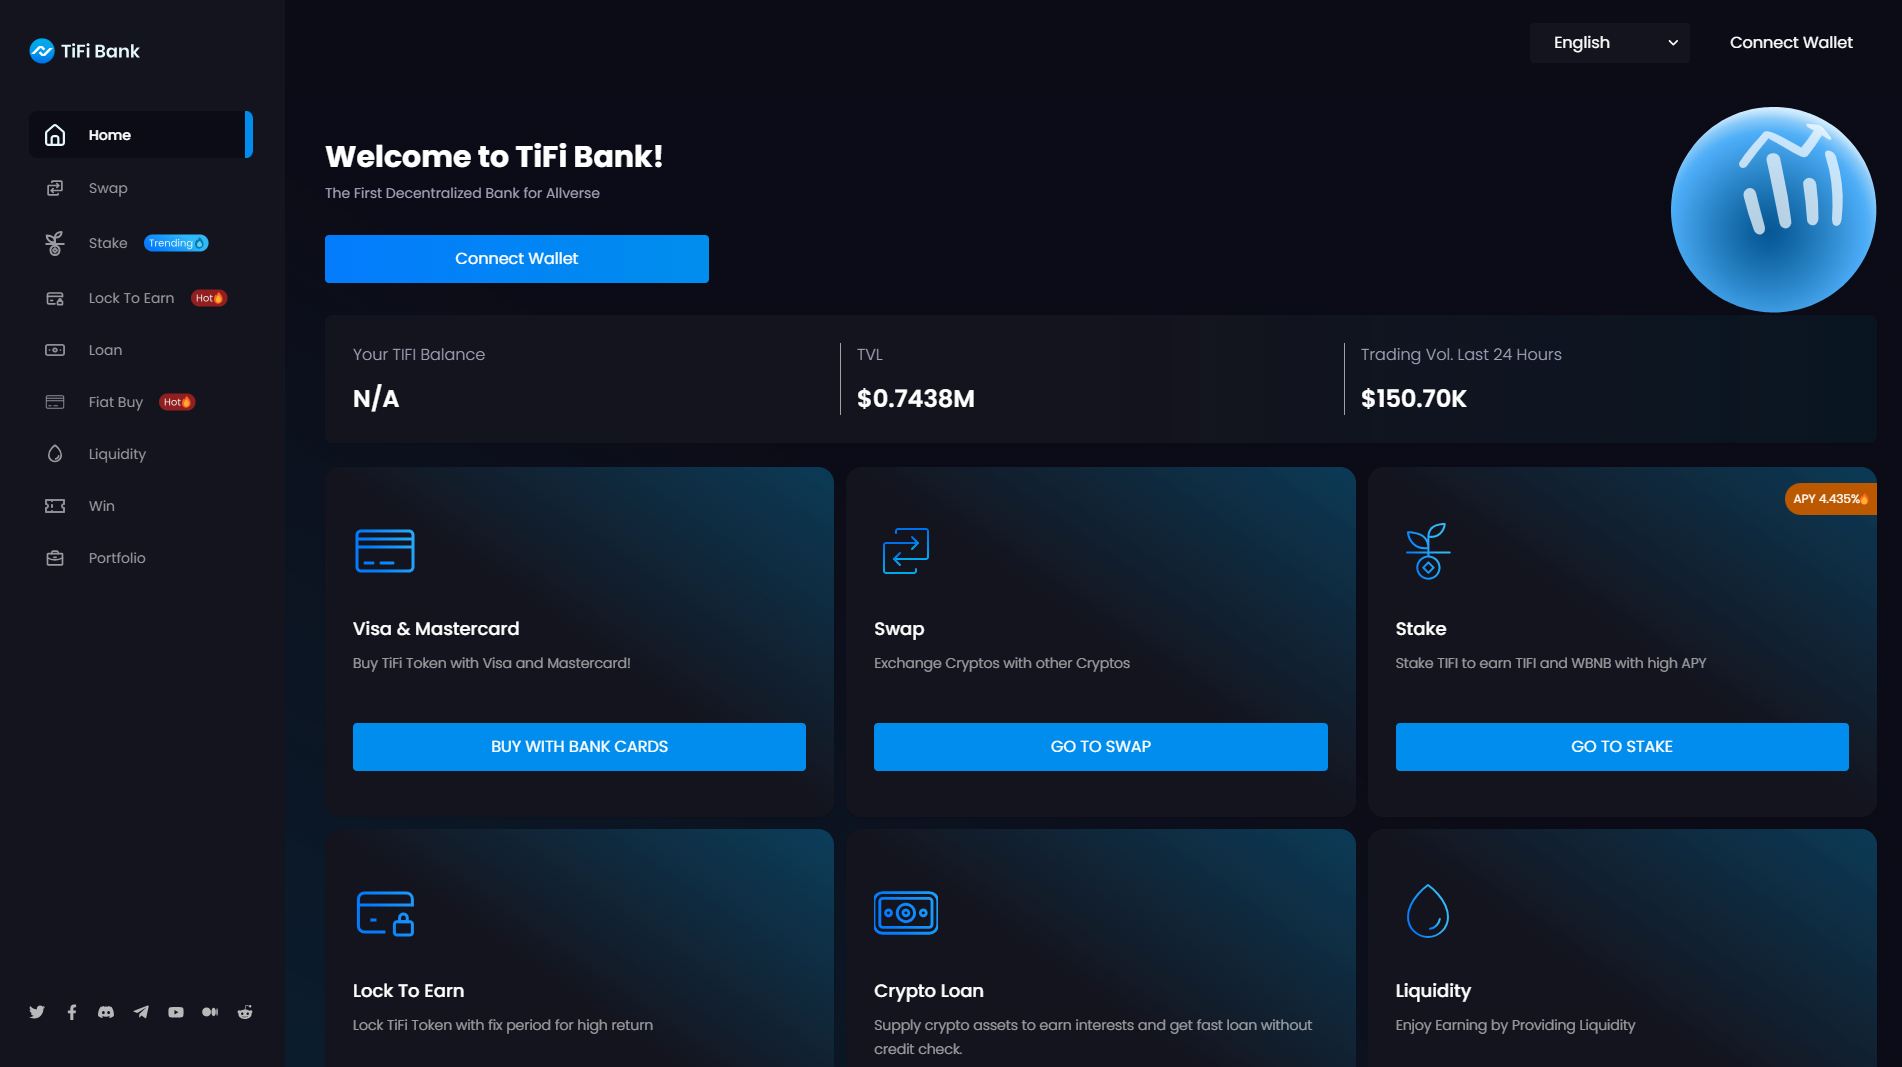 TiFi Bank
Home
Swap
Stake
Trending
Lock To Earn
Hot
Loan
Fiat Buy
Hot
Liquidity
Win
Portfolio
English
Connect Wallet
Welcome to TiFi Bank!
The First Decentralized Bank for Allverse
Connect Wallet
Your TIFI Balance
N/A
TVL
$0.7438M
Trading Vol. Last 24 Hours
$150.70K
Visa & Mastercard
Buy TiFi Token with Visa and Mastercard!
BUY WITH BANK CARDS
Swap
Exchange Cryptos with other Cryptos
GO TO SWAP
APY 4.435%
Stake
Stake TIFI to earn TIFI and WBNB with high APY
GO TO STAKE
Lock To Earn
Lock TiFi Token with fix period for high return
Crypto Loan
Supply crypto assets to earn interests and get fast loan without
credit check.
Liquidity
Enjoy Earning by Providing Liquidity